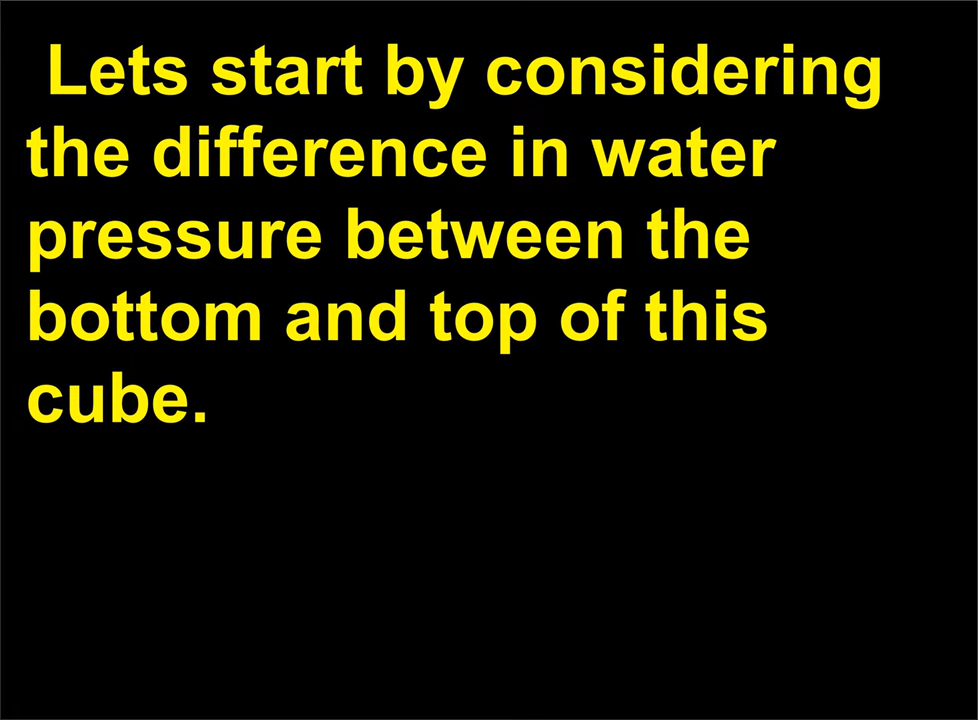 Lets start by considering
the difference in water
pressure between the
bottom and top of this
cube.